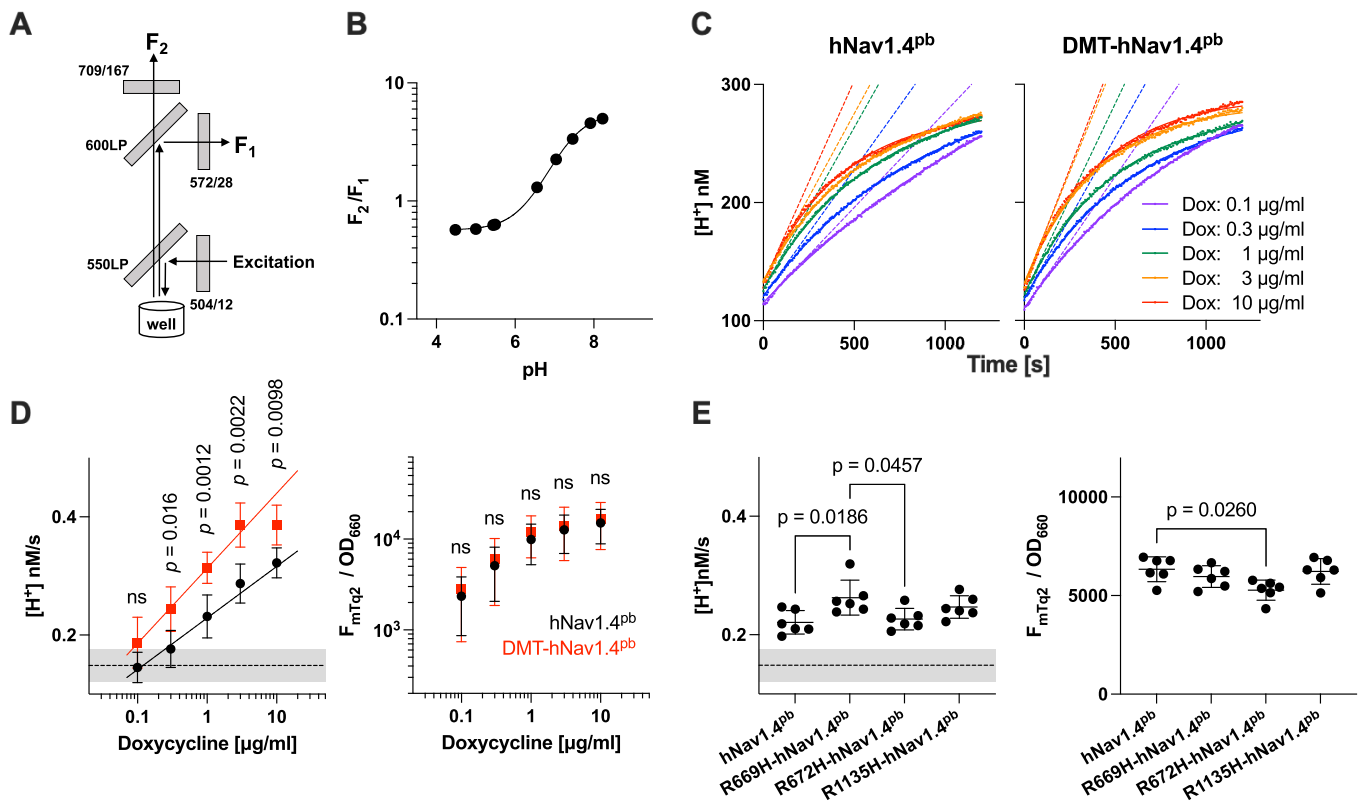 A
F2
709/167
600LP
F1
572/28
550LP
Excitation
504/12
well
B
10
1
0.1
F2/F1
4
6
8
pH
C
hNav1.4pb
DMT-hNav1.4pb
300
200
100
[H+] nM
Dox: 0.1 µg/ml
Dox: 0.3 µg/ml
Dox: 1 µg/ml
Dox: 3 µg/ml
Dox: 10 µg/ml
0
500
1000
0
500
1000
Time [s]
D
ns
p = 0.016
p = 0.0012
p = 0.0022
p = 0.0098
0.4
0.2
[H+] nM/s
0.1
1
10
Doxycycline [µg/ml]
ns
ns
ns
ns
ns
10^4
10^3
FmTq2 / OD660
hNav1.4pb
DMT-hNav1.4pb
0.1
1
10
Doxycycline [µg/ml]
E
p = 0.0457
p = 0.0186
0.4
0.2
[H+]nM/s
hNav1.4pb
R669H-hNav1.4pb
R672H-hNav1.4pb
R1135H-hNav1.4pb
p = 0.0260
10000
5000
0
FmTq2 / OD660
hNav1.4pb
R669H-hNav1.4pb
R672H-hNav1.4pb
R1135H-hNav1.4pb